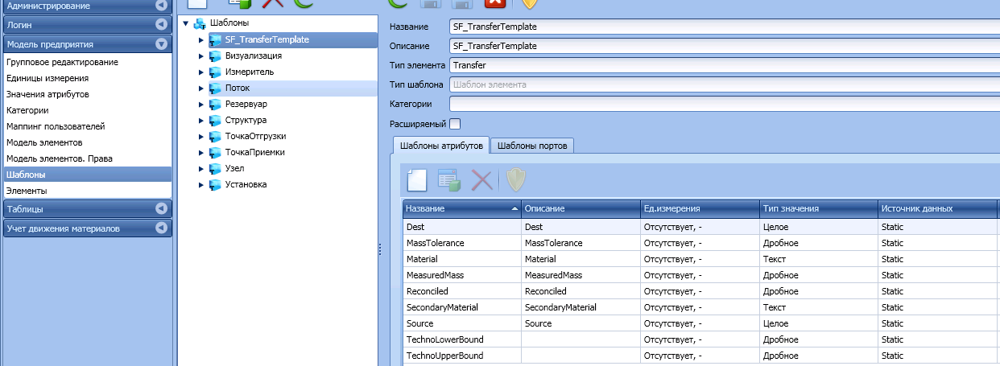 Администрирование
Логин
Модель предприятия
Групповое редактирование
Единицы измерения
Значения атрибутов
Категории
Маппинг пользователей
Модель элементов
Модель элементов. Права
Шаблоны
Элементы
Таблицы
Учет движения материалов
Шаблоны
SF_TransferTemplate
Визуализация
Измеритель
Поток
Резервуар
Структура
ТочкаОтгрузки
ТочкаПриемки
Узел
Установка
Название SF_TransferTemplate
Описание SF_TransferTemplate
Тип элемента Transfer
Тип шаблона Шаблон элемента
Категории
Расширяемый
Шаблоны атрибутов Шаблоны портов
Название Описание Ед.измерения Тип значения Источник данных
Dest Dest Отсутствует, - Целое Static
MassTolerance MassTolerance Отсутствует, - Дробное Static
Material Material Отсутствует, - Текст Static
MeasuredMass MeasuredMass Отсутствует, - Дробное Static
Reconciled Reconciled Отсутствует, - Дробное Static
SecondaryMaterial SecondaryMaterial Отсутствует, - Текст Static
Source Source Отсутствует, - Целое Static
TechnoLowerBound Отсутствует, - Дробное Static
TechnoUpperBound Отсутствует, - Дробное Static